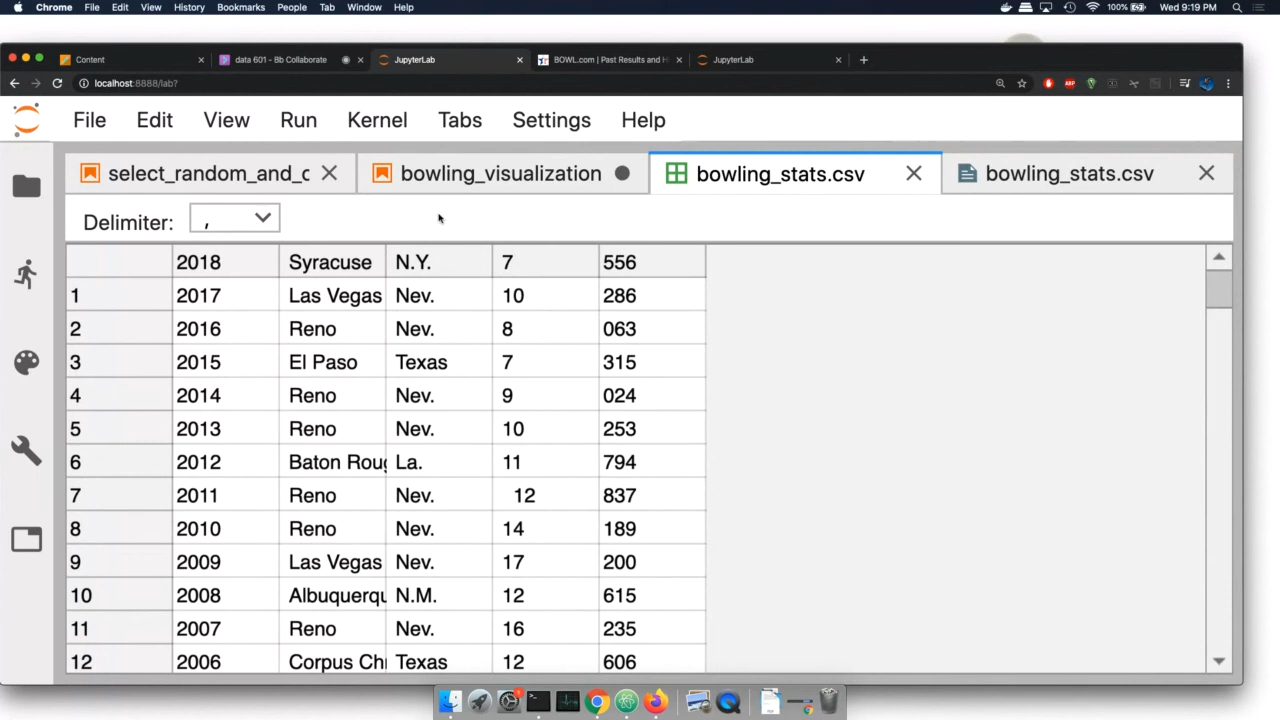 Chrome File Edit View History Bookmarks People Tab Window Help 100% Wed 9:19 PM
Content data 601 - Bb Collaborate JupyterLab BOWL.com | Past Results and H JupyterLab
localhost:8888/lab?
File Edit View Run Kernel Tabs Settings Help
select_random_and_c bowling_visualization bowling_stats.csv bowling_stats.csv
Delimiter: ,
2018 Syracuse N.Y. 7 556
1 2017 Las Vegas Nev. 10 286
2 2016 Reno Nev. 8 063
3 2015 El Paso Texas 7 315
4 2014 Reno Nev. 9 024
5 2013 Reno Nev. 10 253
6 2012 Baton Roug La. 11 794
7 2011 Reno Nev. 12 837
8 2010 Reno Nev. 14 189
9 2009 Las Vegas Nev. 17 200
10 2008 Albuquerqu N.M. 12 615
11 2007 Reno Nev. 16 235
12 2006 Corpus Chri Texas 12 606